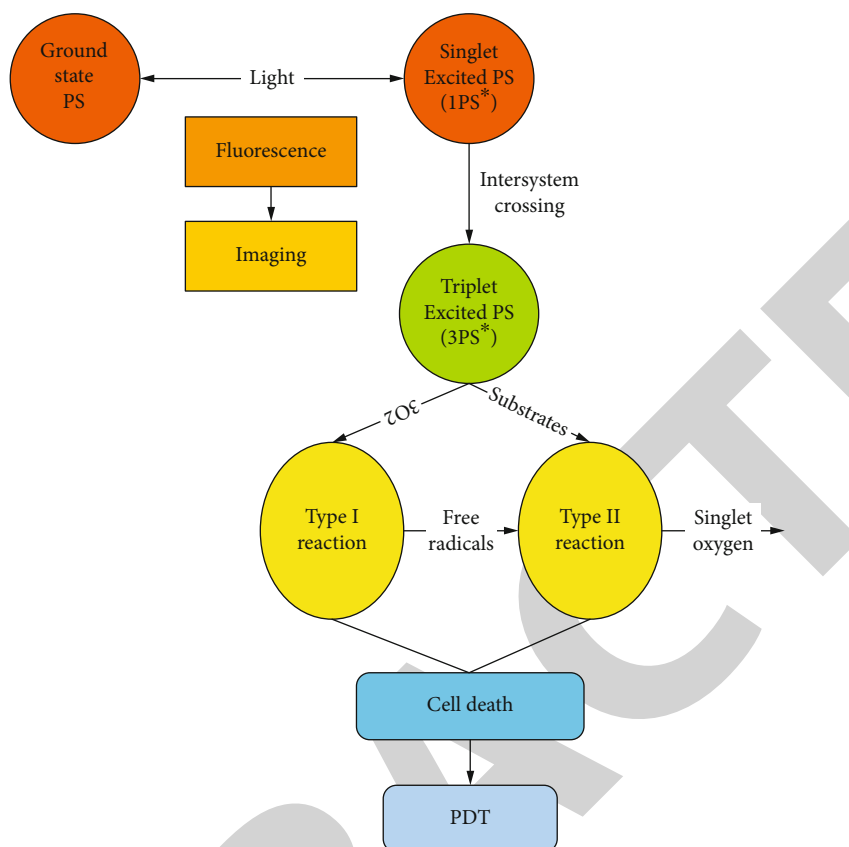 Ground
state
PS
Light
Singlet
Excited PS
(1PS*)
Fluorescence
Imaging
Intersystem
crossing
Triplet
Excited PS
(3PS*)
3O2
Substrates
Type I
reaction
Free
radicals
Type II
reaction
Singlet
oxygen
Cell death
PDT